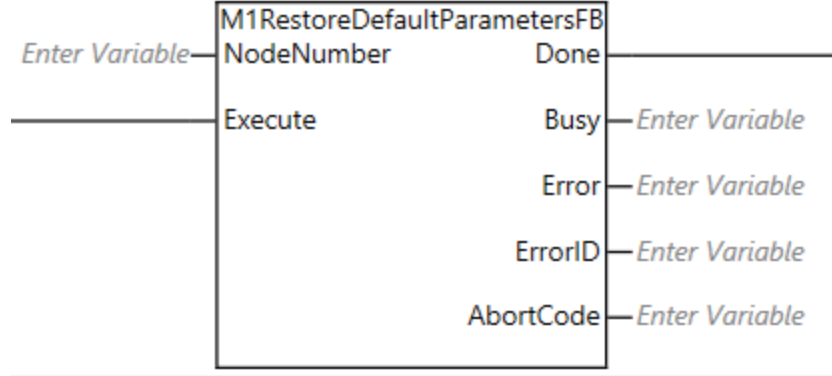 M1RestoreDefaultParametersFB
Enter Variable NodeNumber Done
Execute Busy Enter Variable
Error Enter Variable
ErrorID Enter Variable
AbortCode Enter Variable